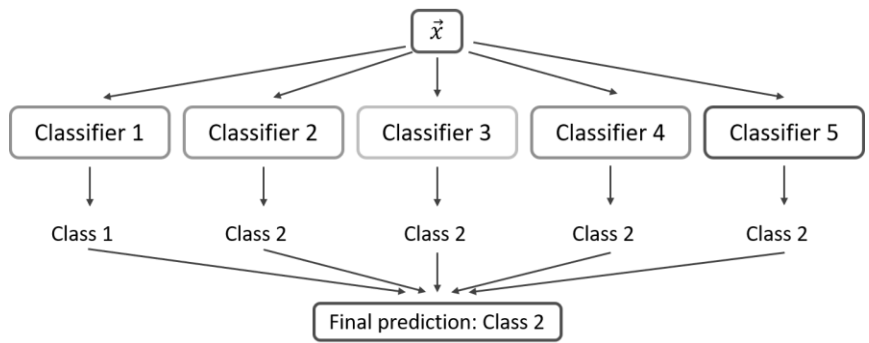 x⃗
Classifier 1 Classifier 2 Classifier 3 Classifier 4 Classifier 5
Class 1 Class 2 Class 2 Class 2 Class 2
Final prediction: Class 2